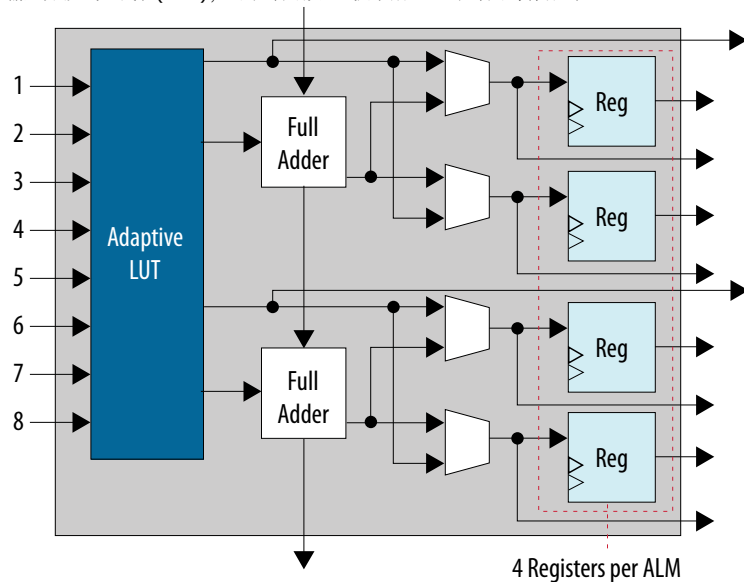 1
2
3
4
5
6
7
8
Adaptive
LUT
Full
Adder
Full
Adder
Reg
Reg
Reg
Reg
4 Registers per ALM